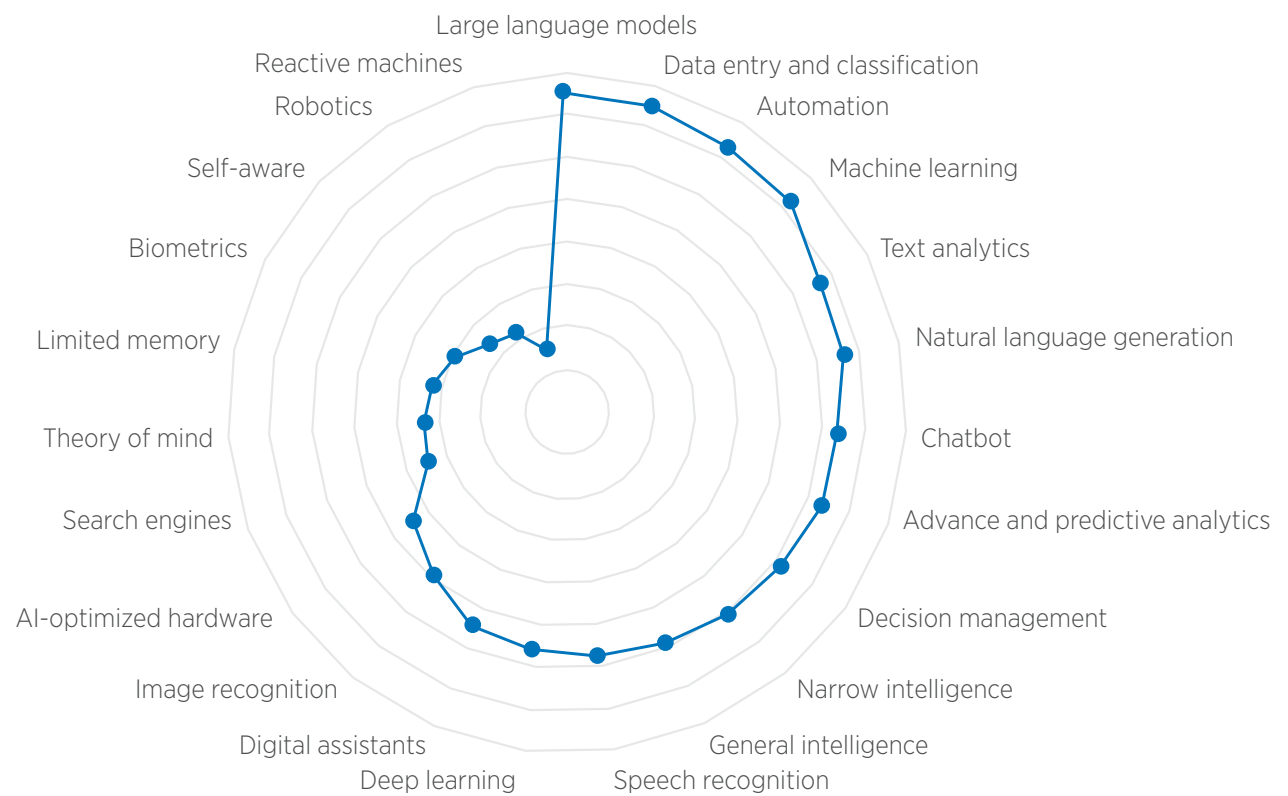 Large language models
Data entry and classification
Automation
Machine learning
Text analytics
Natural language generation
Chatbot
Advance and predictive analytics
Decision management
Narrow intelligence
General intelligence
Speech recognition
Deep learning
Digital assistants
Image recognition
AI-optimized hardware
Search engines
Theory of mind
Limited memory
Biometrics
Self-aware
Robotics
Reactive machines